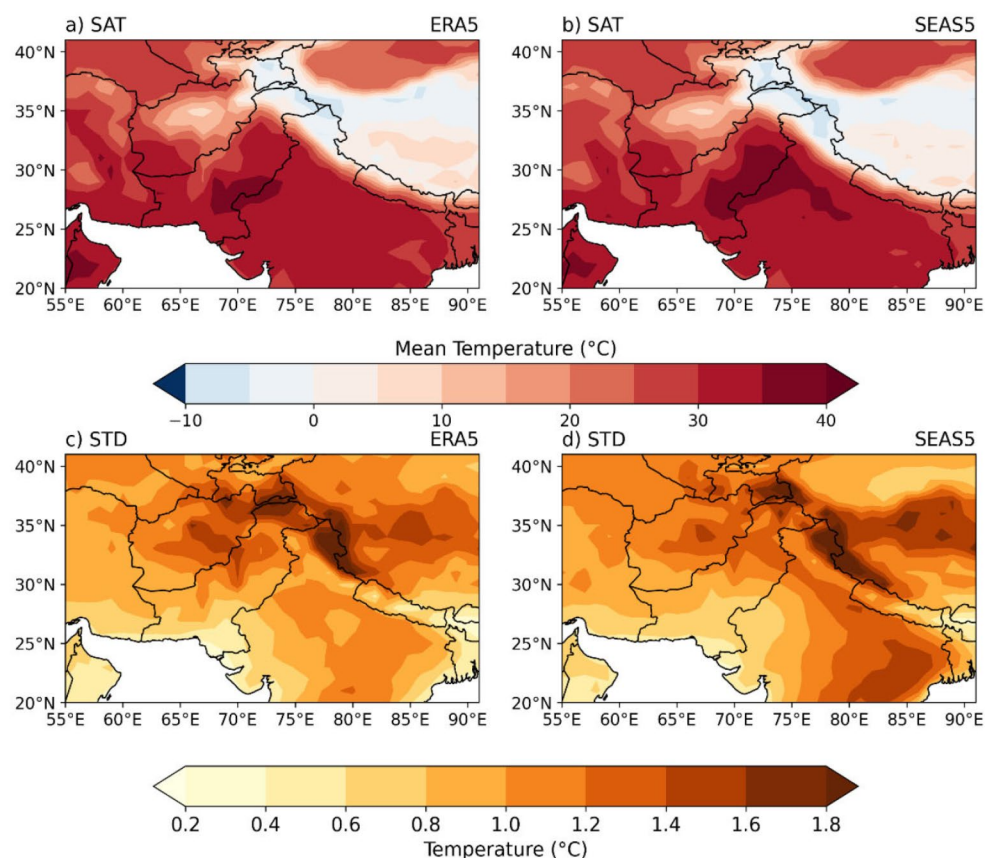 a) SAT ERA5
b) SAT SEAS5
40°N
35°N
30°N
25°N
20°N
55°E 60°E 65°E 70°E 75°E 80°E 85°E 90°E
40°N
35°N
30°N
25°N
20°N
55°E 60°E 65°E 70°E 75°E 80°E 85°E 90°E
Mean Temperature (°C)
−10 0 10 20 30 40
c) STD ERA5
d) STD SEAS5
40°N
35°N
30°N
25°N
20°N
55°E 60°E 65°E 70°E 75°E 80°E 85°E 90°E
40°N
35°N
30°N
25°N
20°N
55°E 60°E 65°E 70°E 75°E 80°E 85°E 90°E
0.2 0.4 0.6 0.8 1.0 1.2 1.4 1.6 1.8
Temperature (°C)